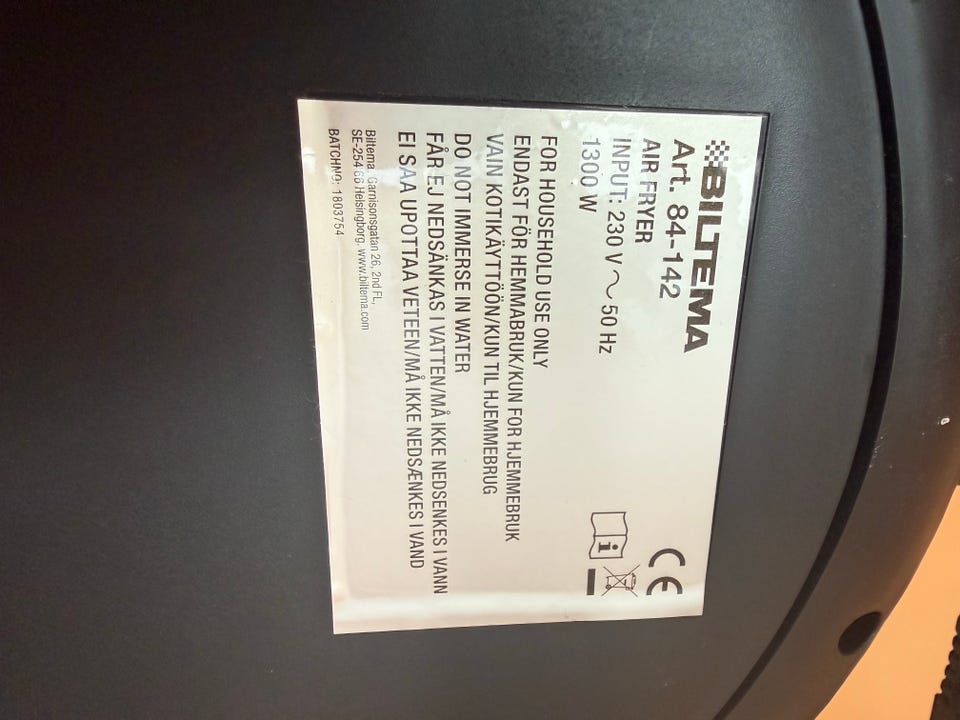 BILTEMA
Art. 84-142
AIR FRYER
INPUT: 230 V ~ 50 Hz
1300 W
CE
FOR HOUSEHOLD USE ONLY
ENDAST FÖR HEMMABRUK/KUN FOR HJEMMEBRUK
VAIN KOTIKÄYTTÖÖN/KUN TIL HJEMMEBRUG
DO NOT IMMERSE IN WATER
FÅR EJ NEDSÄNKAS I VATTEN/MÅ IKKE NEDSENKES I VANN
EI SAA UPOTTAA VETEEN/MÅ IKKE NEDSÆNKES I VAND
Biltema, Garnisonsgatan 26, 2nd FL,
SE-254 66 Helsingborg, www.biltema.com
BATCHNO: 1803754